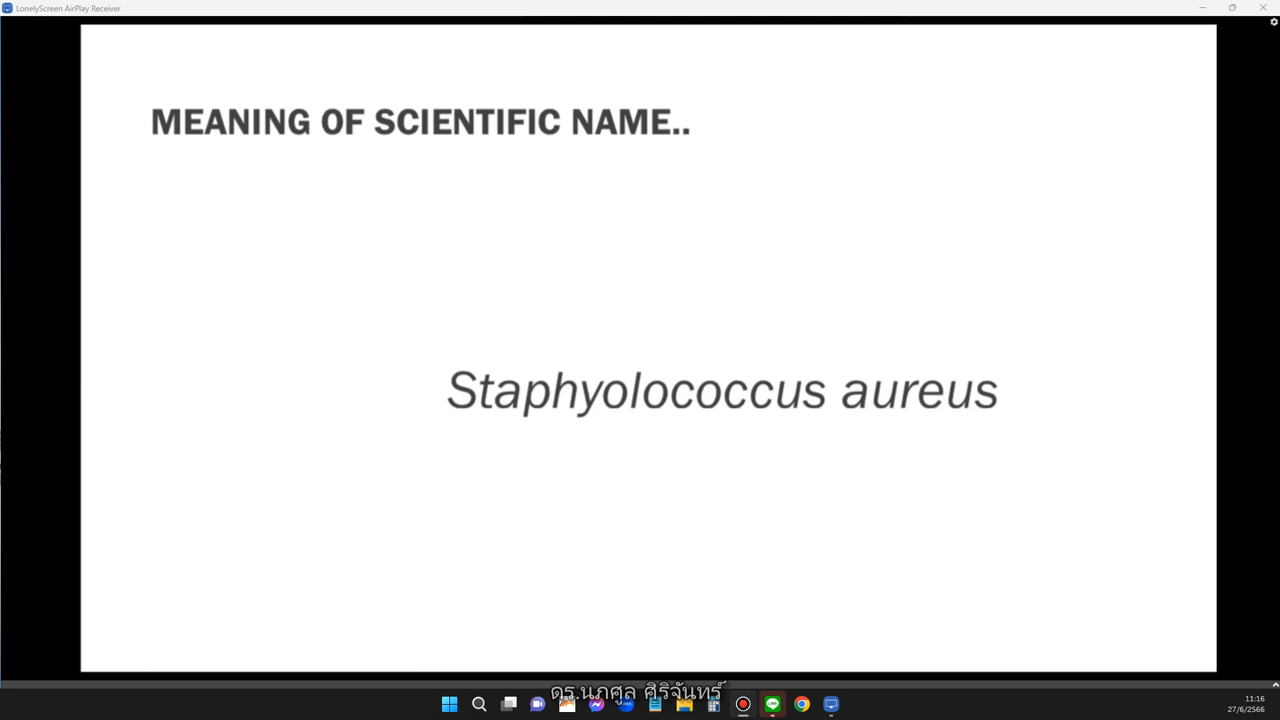 LonelyScreen AirPlay Receiver
MEANING OF SCIENTIFIC NAME..
Staphyolococcus aureus
ดร.นภศูล ศิริจันทร์
11:16
27/6/2566